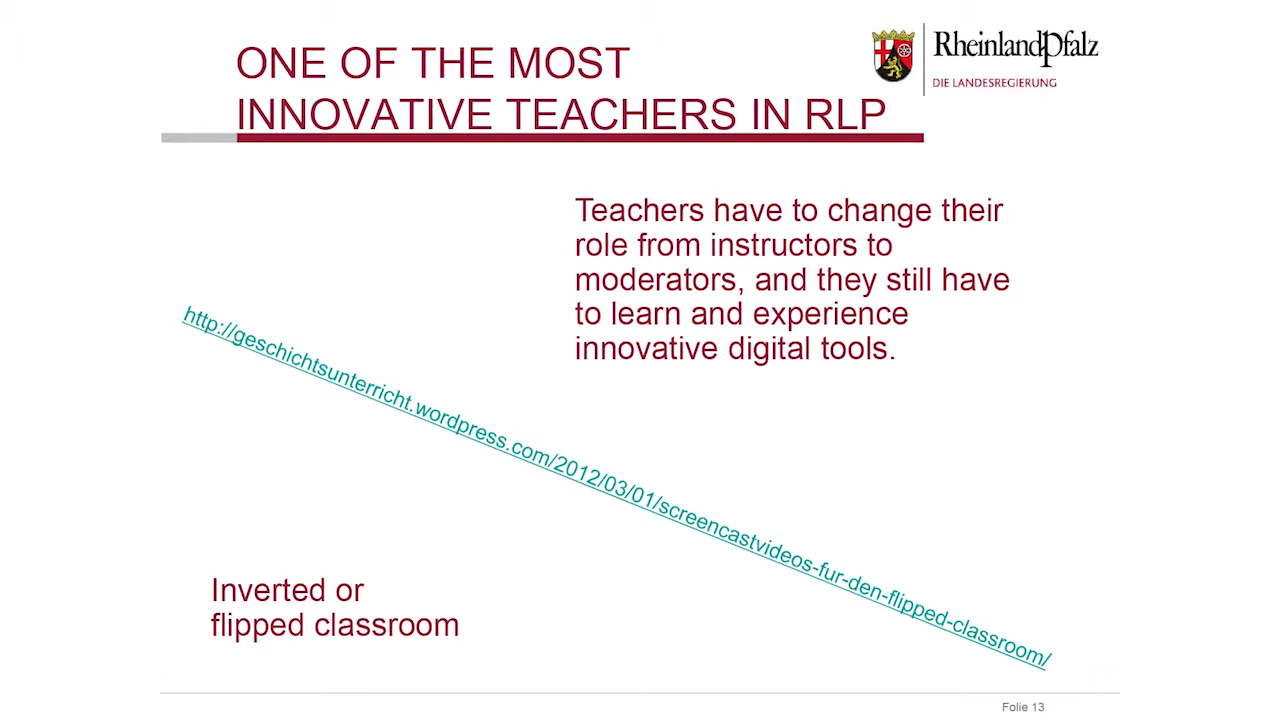 ONE OF THE MOST
INNOVATIVE TEACHERS IN RLP
RheinlandPfalz
DIE LANDESREGIERUNG
Teachers have to change their
role from instructors to
moderators, and they still have
to learn and experience
innovative digital tools.
http://geschichtsunterricht.wordpress.com/2012/03/01/screencastvideos-fur-den-flipped-classroom/
Inverted or
flipped classroom
Folie 13